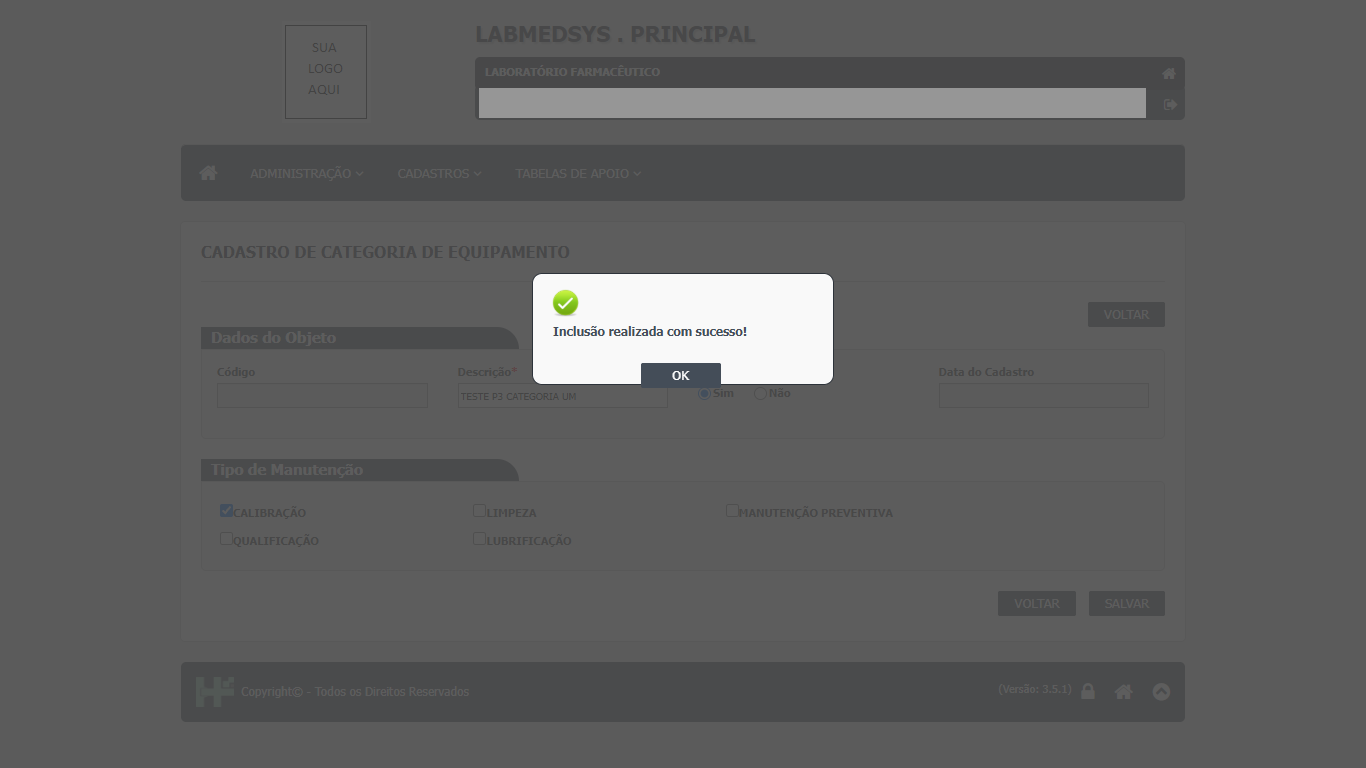 SUA
LOGO
AQUI
LABMEDSYS . PRINCIPAL
LABORATÓRIO FARMACÊUTICO
ADMINISTRAÇÃO CADASTROS TABELAS DE APOIO
CADASTRO DE CATEGORIA DE EQUIPAMENTO
Inclusão realizada com sucesso!
OK
VOLTAR
Dados do Objeto
Código Descrição* Data do Cadastro
TESTE P3 CATEGORIA UM Sim Não
Tipo de Manutenção
CALIBRAÇÃO LIMPEZA MANUTENÇÃO PREVENTIVA
QUALIFICAÇÃO LUBRIFICAÇÃO
VOLTAR SALVAR
Copyright© - Todos os Direitos Reservados (Versão: 3.5.1)